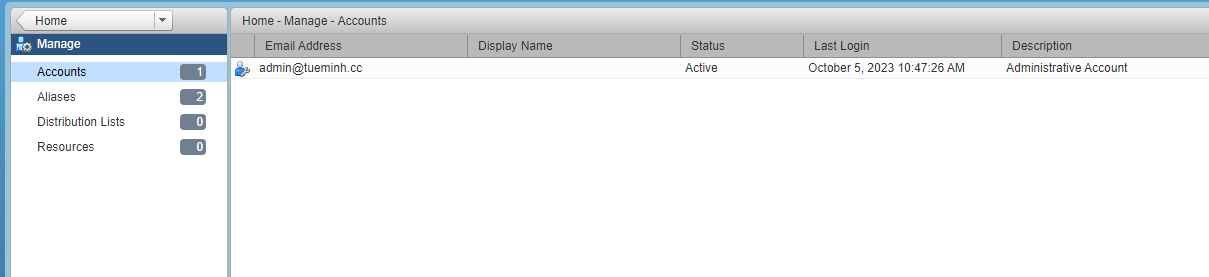 Home
Home - Manage - Accounts
Manage
Accounts 1
Aliases 2
Distribution Lists 0
Resources 0
Email Address Display Name Status Last Login Description
admin@tueminh.cc Active October 5, 2023 10:47:26 AM Administrative Account